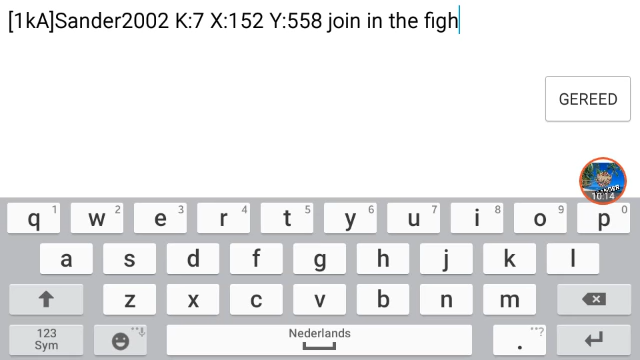 [1kA]Sander2002 K:7 X:152 Y:558 join in the figh
GEREED
10:14
q 1 w 2 e 3 r 4 t 5 y 6 u 7 i 8 o 9 p 0
a s d f g h j k l
z x c v b n m
123 Sym Nederlands . ?